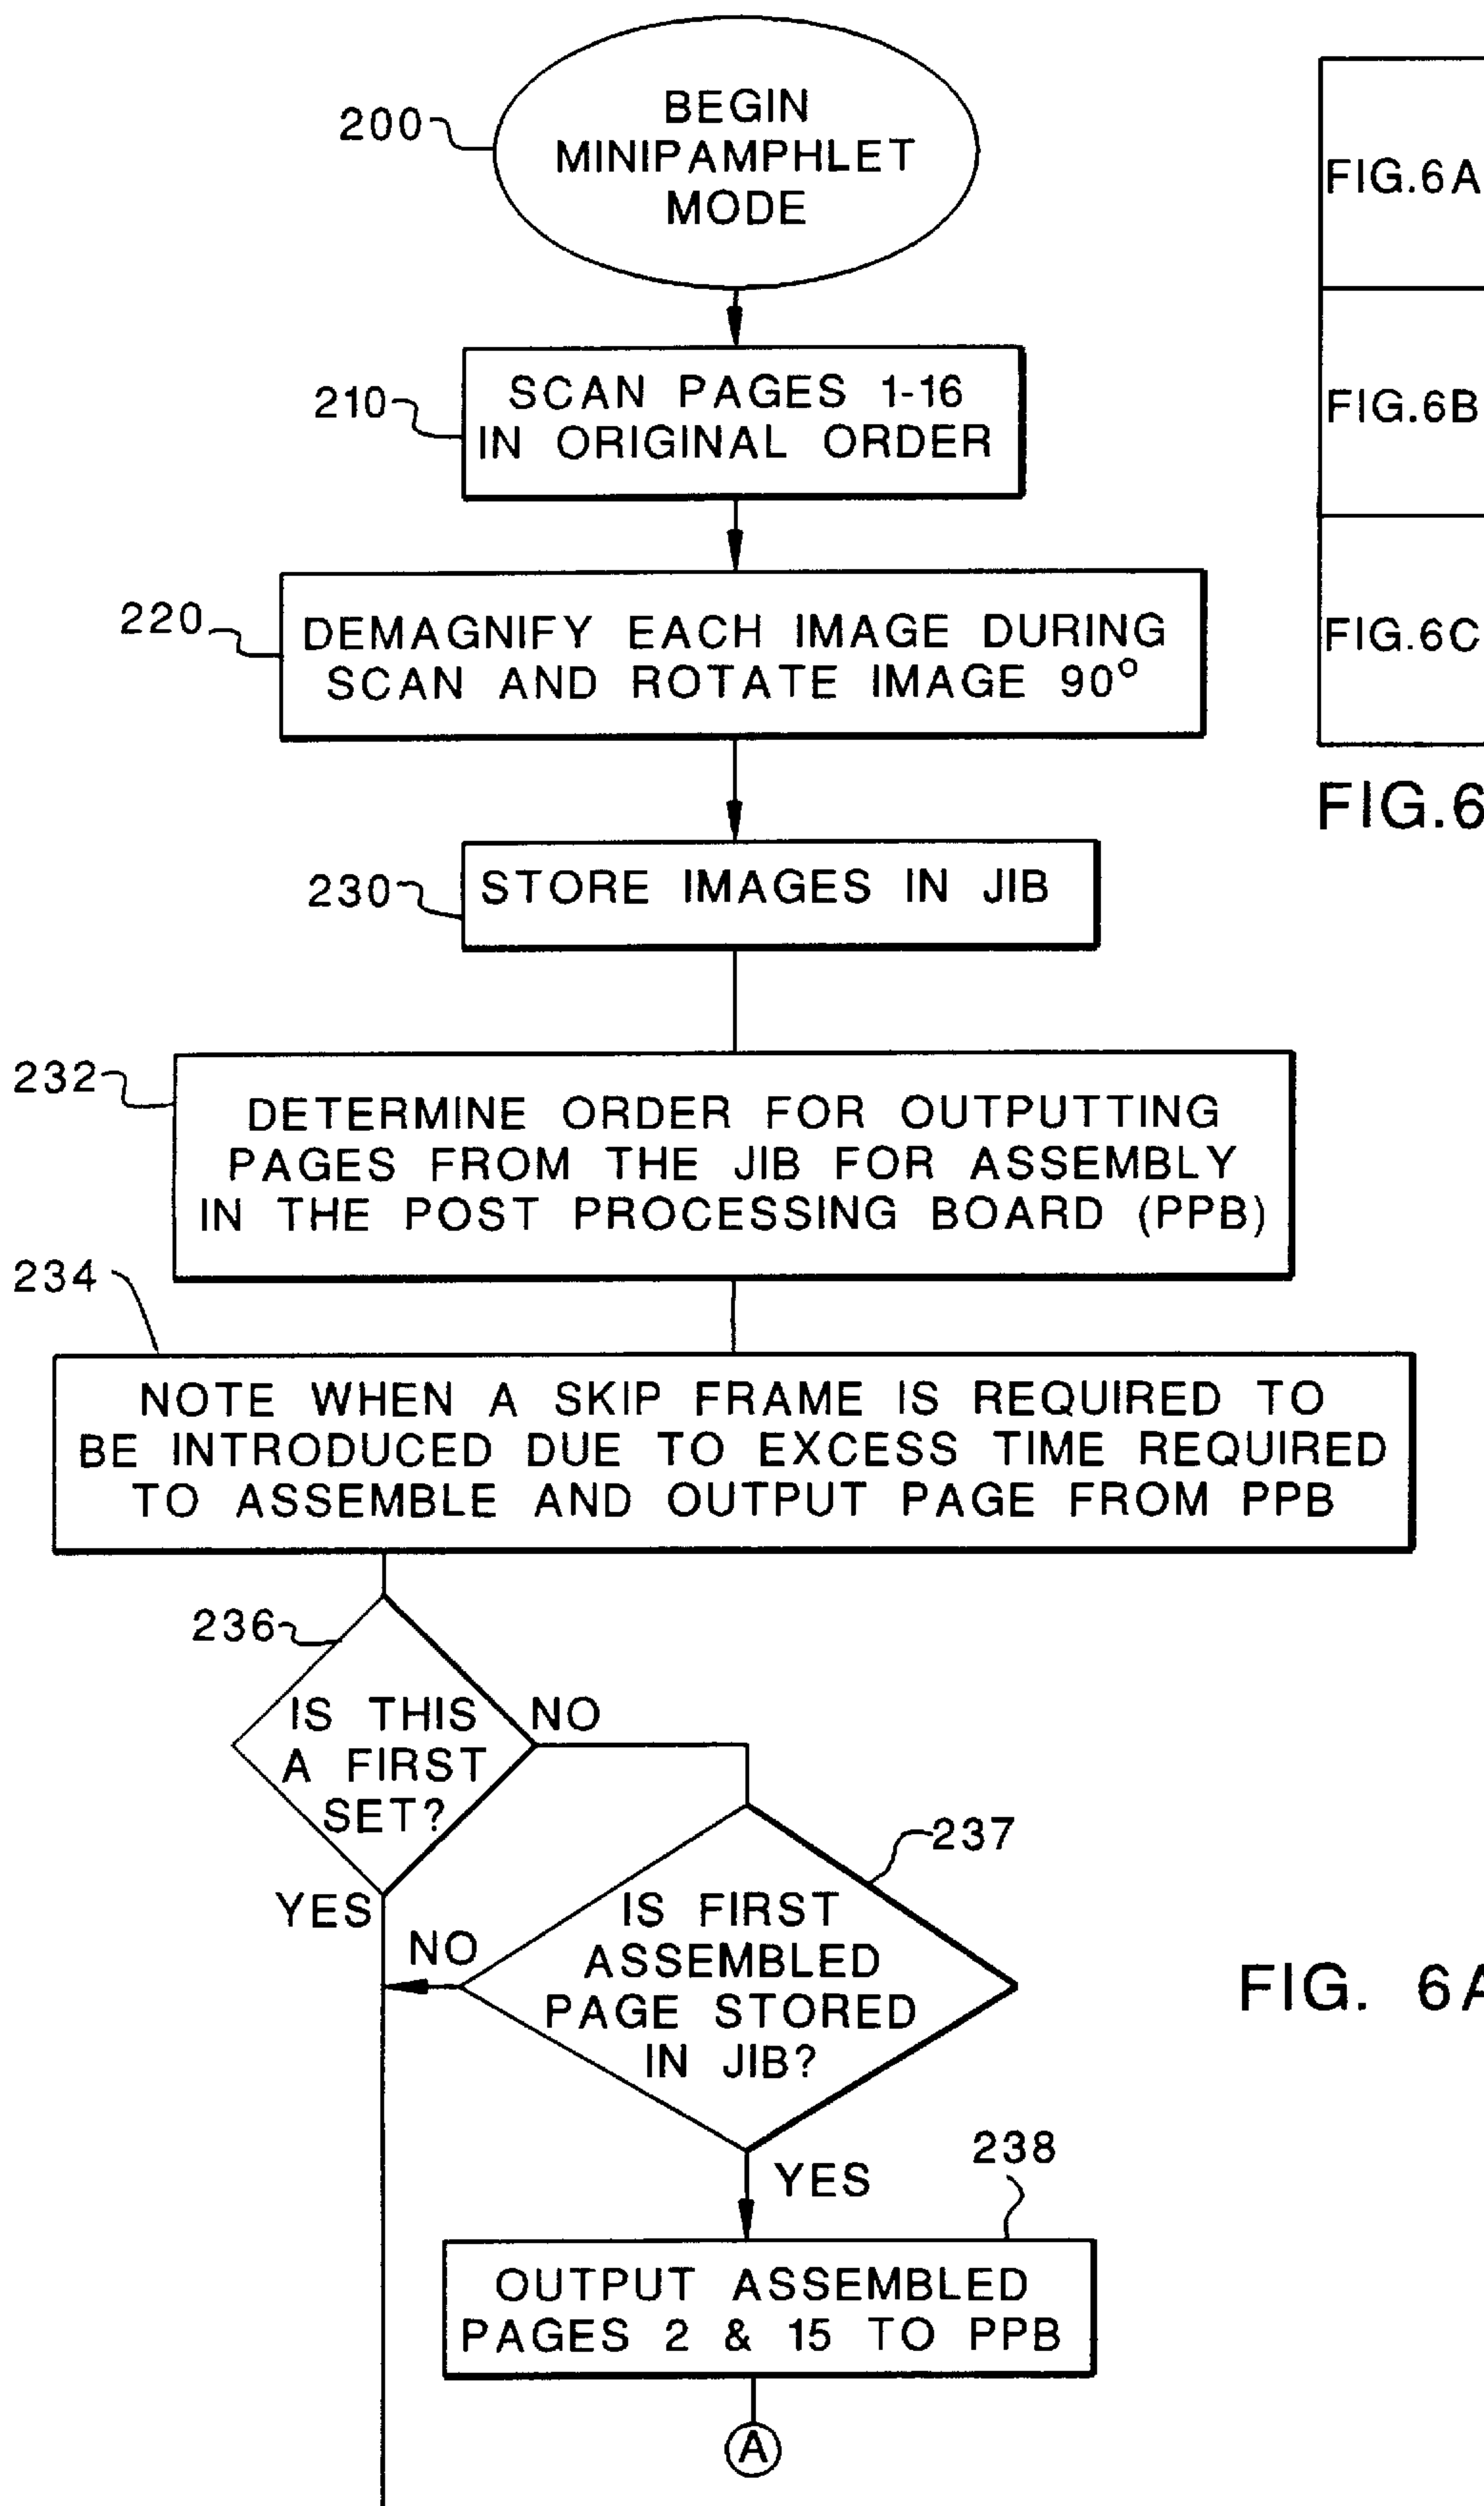 200
BEGIN
MINIPAMPHLET
MODE
FIG.6A
FIG.6B
FIG.6C
FIG.6
210
SCAN PAGES 1-16
IN ORIGINAL ORDER
220
DEMAGNIFY EACH IMAGE DURING
SCAN AND ROTATE IMAGE 90°
230
STORE IMAGES IN JIB
232
DETERMINE ORDER FOR OUTPUTTING
PAGES FROM THE JIB FOR ASSEMBLY
IN THE POST PROCESSING BOARD (PPB)
234
NOTE WHEN A SKIP FRAME IS REQUIRED TO
BE INTRODUCED DUE TO EXCESS TIME REQUIRED
TO ASSEMBLE AND OUTPUT PAGE FROM PPB
236
IS THIS
A FIRST
SET?
NO
YES
237
IS FIRST
ASSEMBLED
PAGE STORED
IN JIB?
NO
YES
238
OUTPUT ASSEMBLED
PAGES 2 & 15 TO PPB
A
FIG. 6A